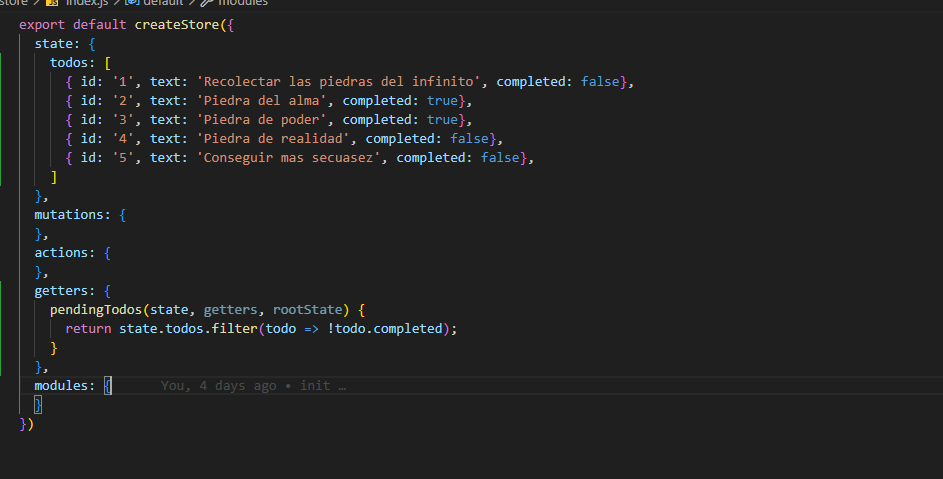 store > JS index.js > default > modules
export default createStore({
state: {
todos: [
{ id: '1', text: 'Recolectar las piedras del infinito', completed: false},
{ id: '2', text: 'Piedra del alma', completed: true},
{ id: '3', text: 'Piedra de poder', completed: true},
{ id: '4', text: 'Piedra de realidad', completed: false},
{ id: '5', text: 'Conseguir mas secuasez', completed: false},
]
},
mutations: {
},
actions: {
},
getters: {
pendingTodos(state, getters, rootState) {
return state.todos.filter(todo => !todo.completed);
}
},
modules: { You, 4 days ago • init …
}
})